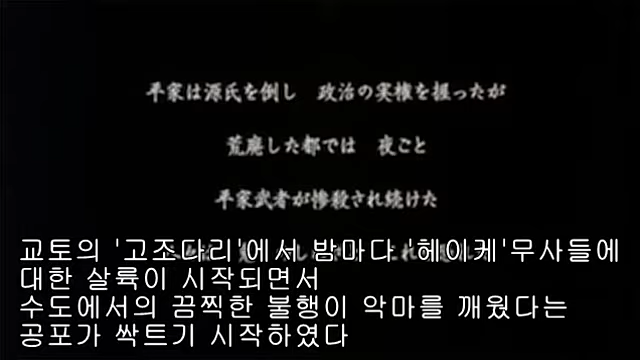 平家は源氏を倒し 政治の実権を握ったが
荒廃した都では 夜ごと
平家武者が惨殺され続けた
교토의 '고조다리'에서 밤마다 '헤이케'무사들에
대한 살륙이 시작되면서
수도에서의 끔찍한 불행이 악마를 깨웠다는
공포가 싹트기 시작하였다